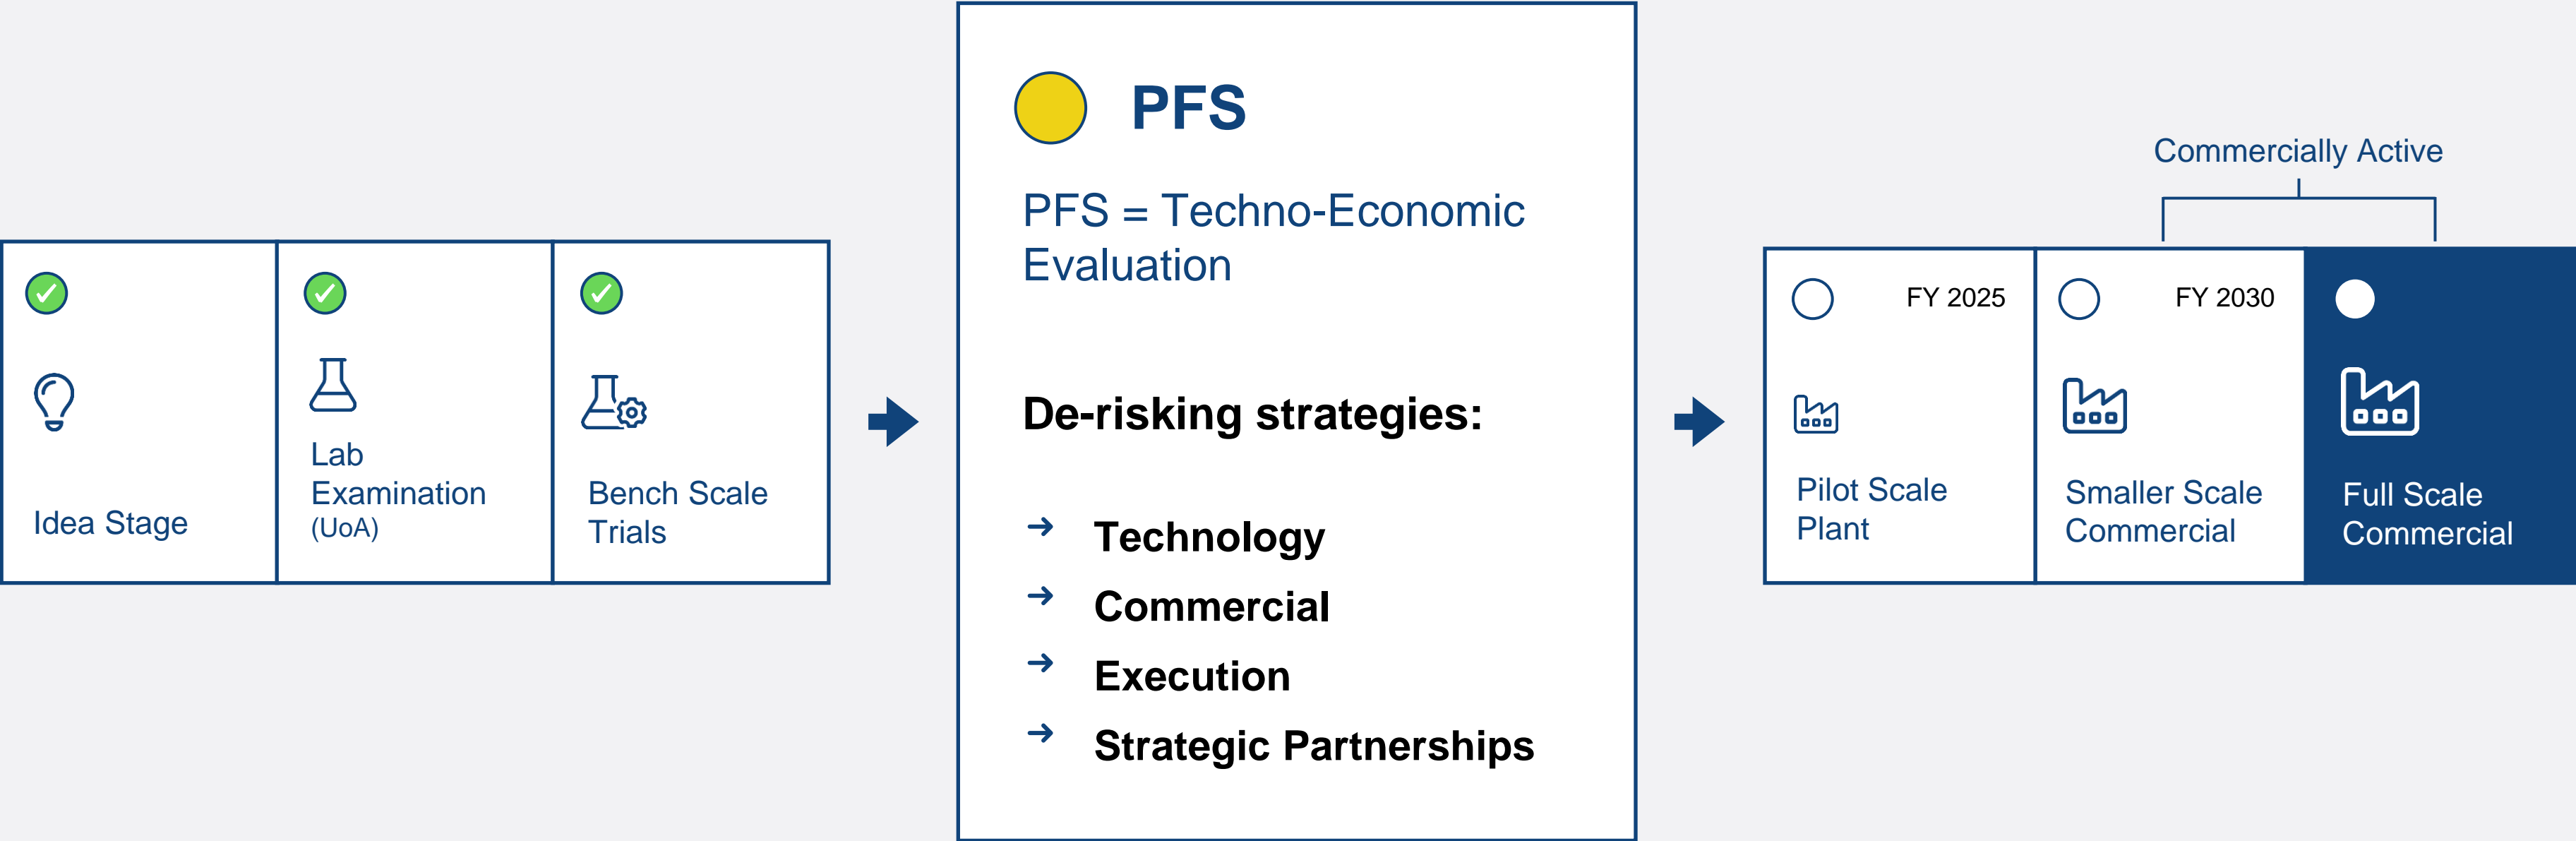 Idea Stage
Lab
Examination
(UoA)
Bench Scale
Trials
PFS
PFS = Techno-Economic
Evaluation
De-risking strategies:
Technology
Commercial
Execution
Strategic Partnerships
Commercially Active
FY 2025
Pilot Scale
Plant
FY 2030
Smaller Scale
Commercial
Full Scale
Commercial